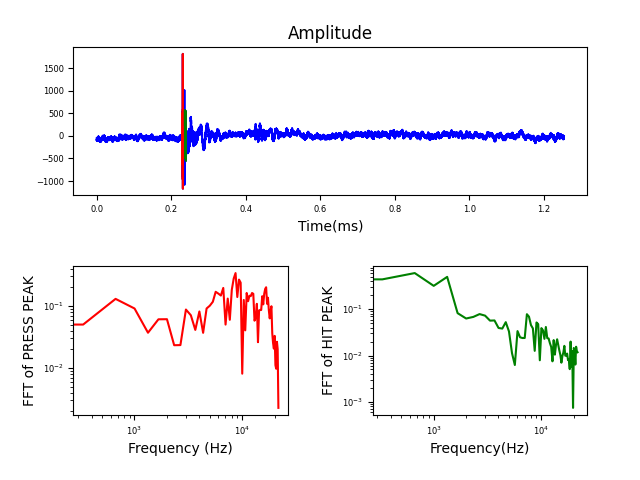 Amplitude
1500
1000
500
0
−500
−1000
0.0 0.2 0.4 0.6 0.8 1.0 1.2
Time(ms)
FFT of PRESS PEAK
10⁻¹
10⁻²
10³ 10⁴
Frequency (Hz)
FFT of HIT PEAK
10⁻¹
10⁻²
10⁻³
10³ 10⁴
Frequency(Hz)